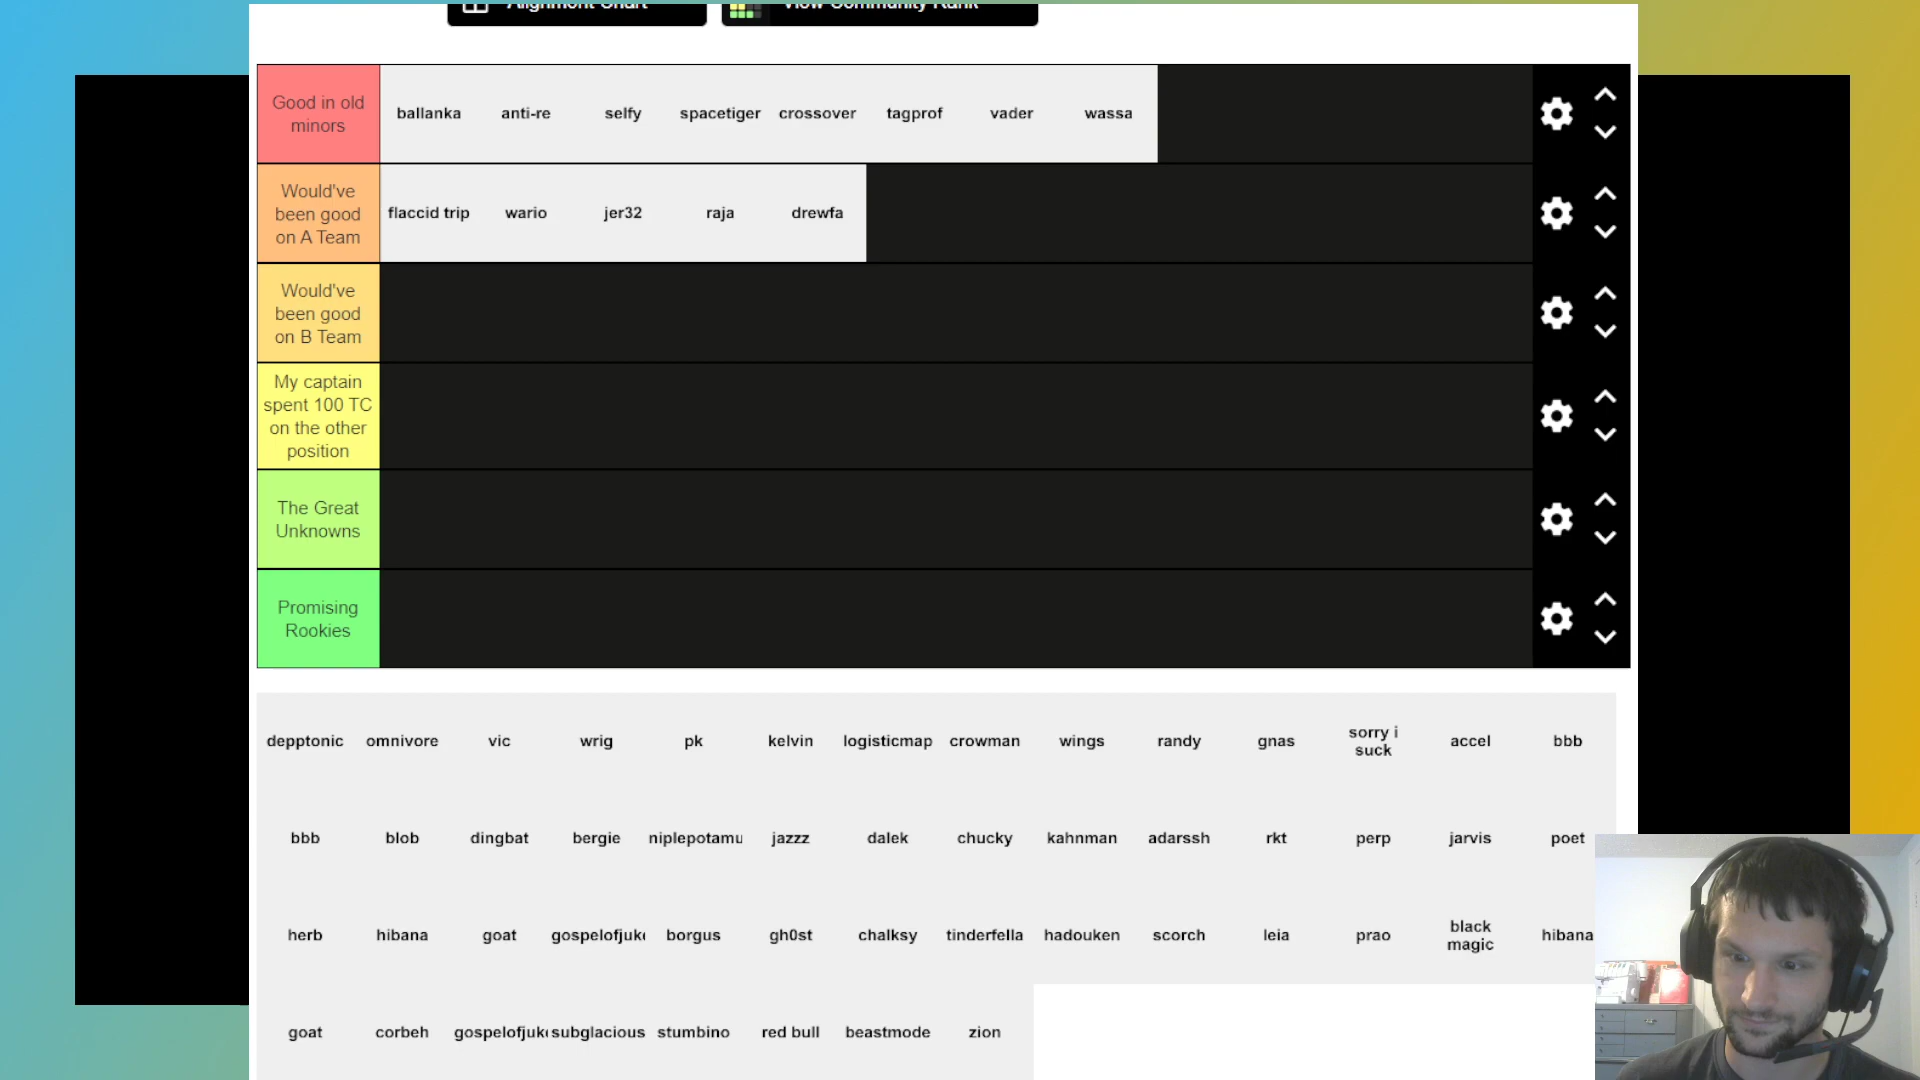 Alignment Chart
View Community Rank
Good in old
minors
ballanka anti-re selfy spacetiger crossover tagprof vader wassa
Would've
been good
on A Team
flaccid trip wario jer32 raja drewfa
Would've
been good
on B Team
My captain
spent 100 TC
on the other
position
The Great
Unknowns
Promising
Rookies
depptonic omnivore vic wrig pk kelvin logisticmap crowman wings randy gnas sorry i suck accel bbb
bbb blob dingbat bergie niplepotamu jazzz dalek chucky kahnman adarssh rkt perp jarvis poet
herb hibana goat gospelofjuk borgus gh0st chalksy tinderfella hadouken scorch leia prao black magic hibana
goat corbeh gospelofjuk subglacious stumbino red bull beastmode zion